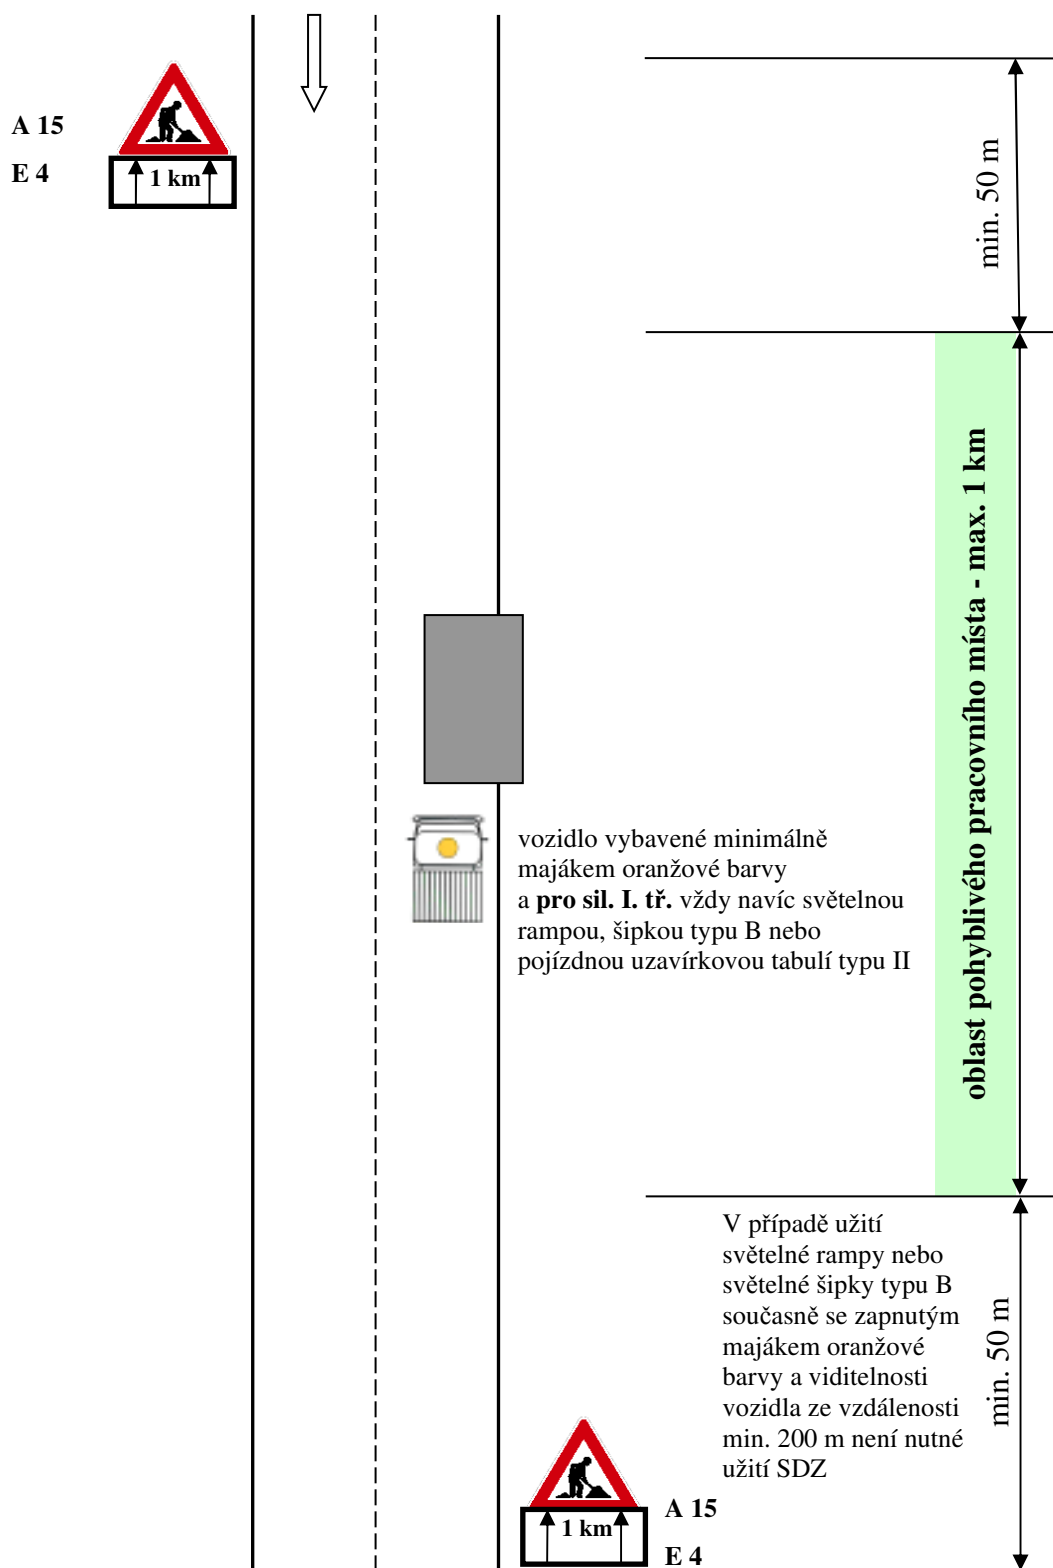 A 15
E 4
1 km
min. 50 m
oblast pohyblivého pracovního místa - max. 1 km
vozidlo vybavené minimálně
majákem oranžové barvy
a pro sil. I. tř. vždy navíc světelnou
rampou, šipkou typu B nebo
pojízdnou uzavírkovou tabulí typu II
V případě užití
světelné rampy nebo
světelné šipky typu B
současně se zapnutým
majákem oranžové
barvy a viditelnosti
vozidla ze vzdálenosti
min. 200 m není nutné
užití SDZ
min. 50 m
1 km
A 15
E 4